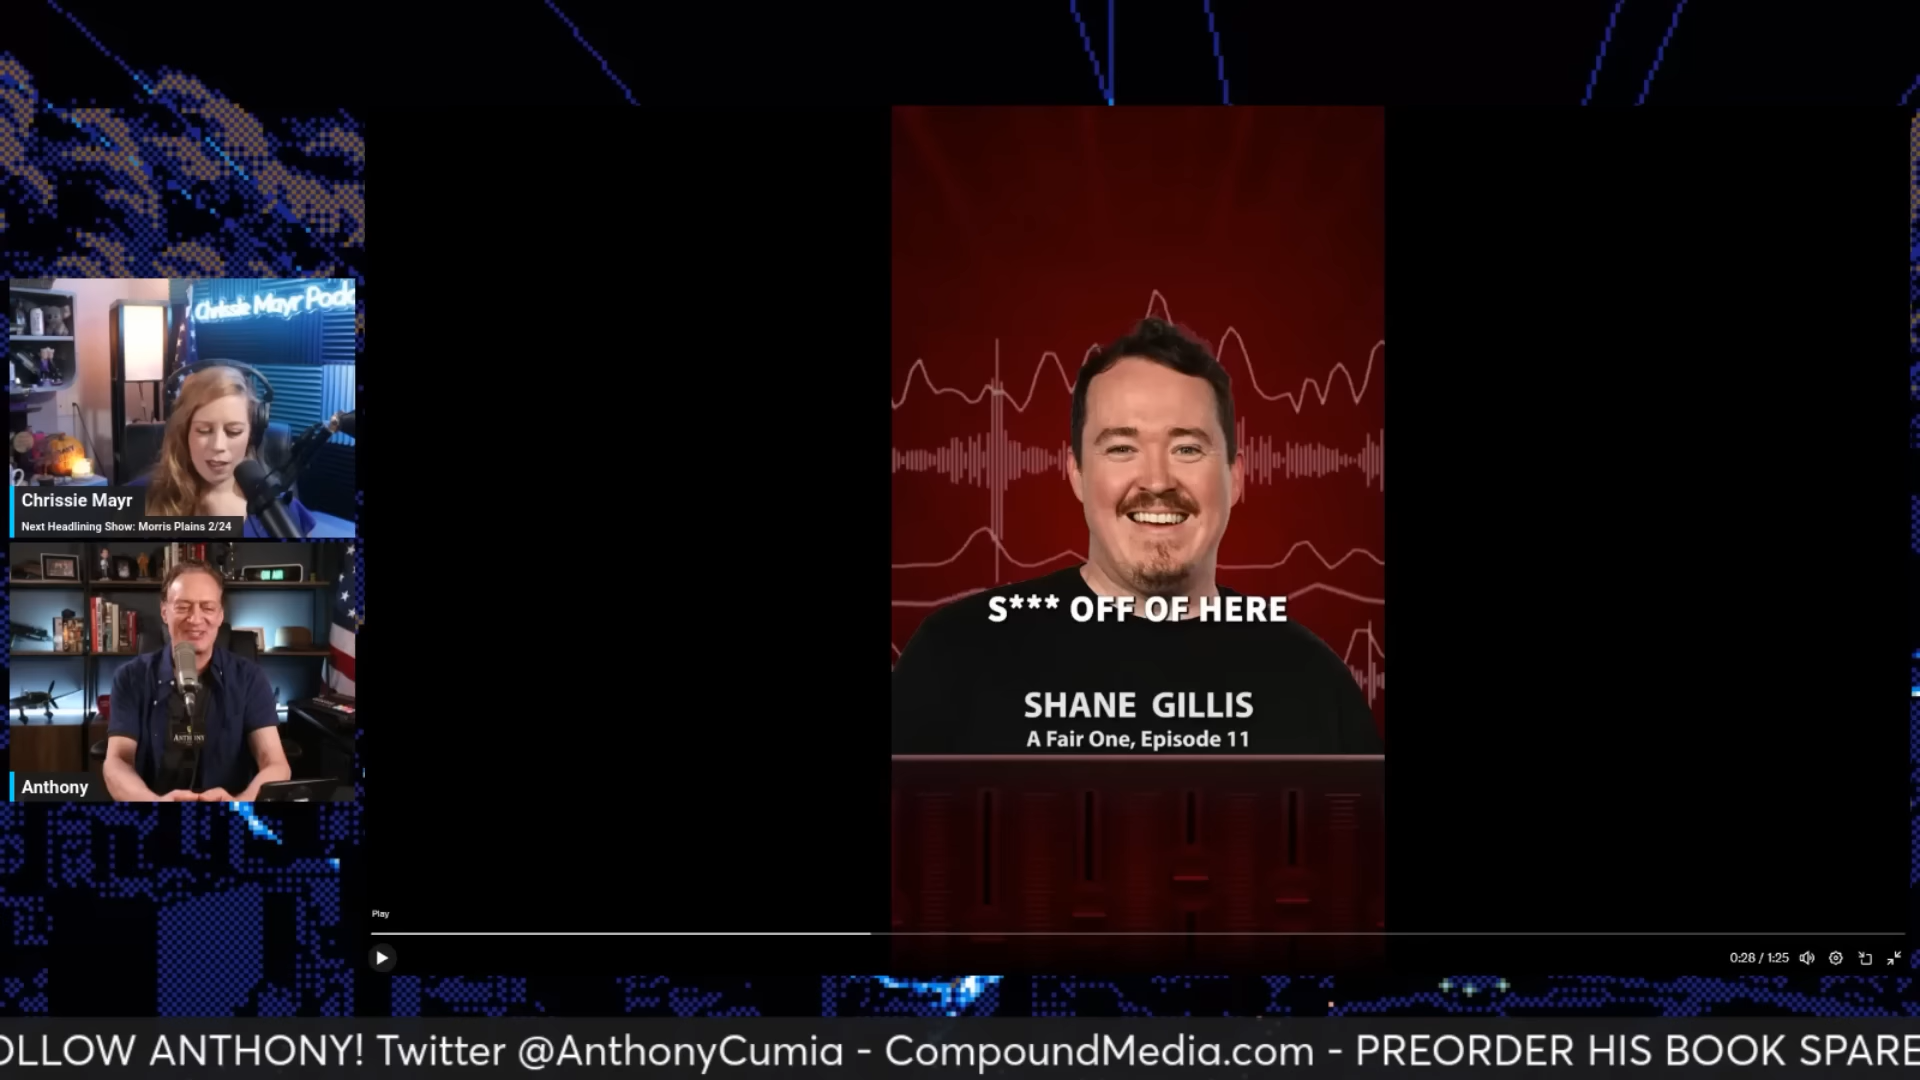 Chrissie Mayr Podc
Chrissie Mayr
Next Headlining Show: Morris Plains 2/24
Anthony
S*** OFF OF HERE
SHANE GILLIS
A Fair One, Episode 11
Play
0:28 / 1:25
OLLOW ANTHONY! Twitter @AnthonyCumia - CompoundMedia.com - PREORDER HIS BOOK SPARE